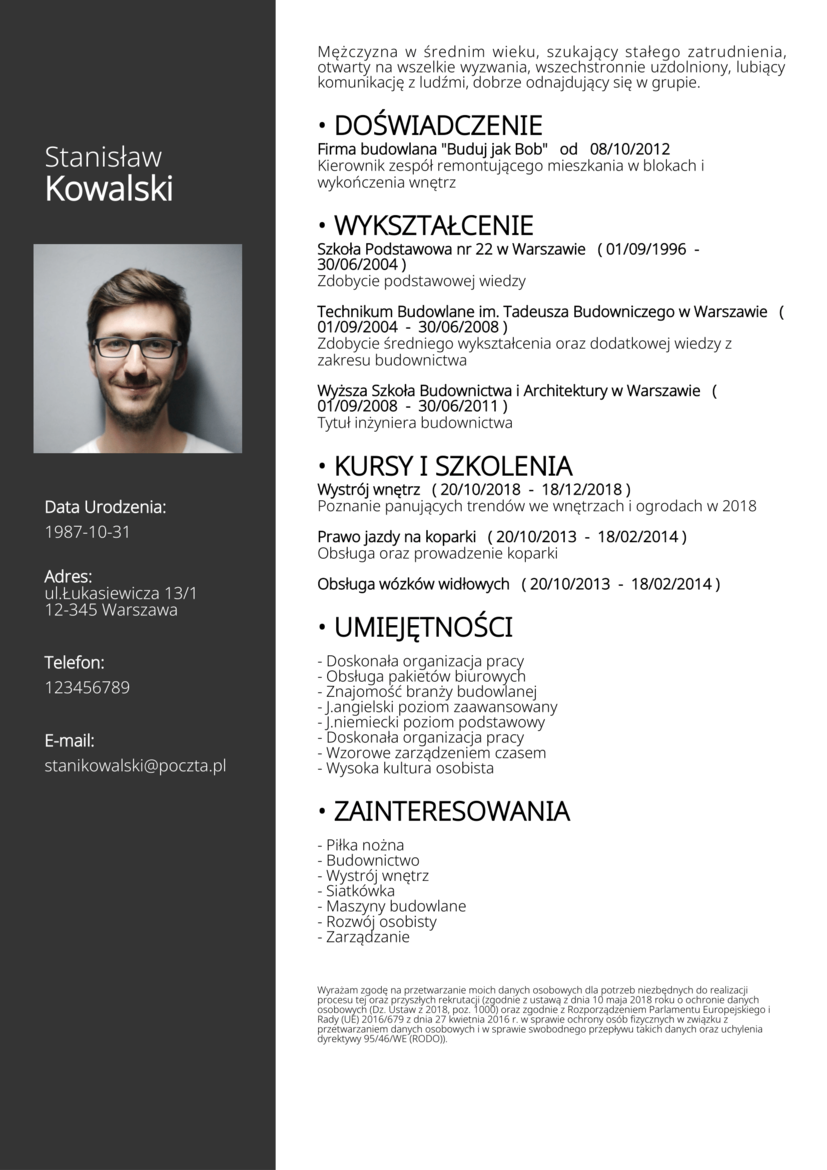 Stanisław
Kowalski
Data Urodzenia:
1987-10-31
Adres:
ul.Łukasiewicza 13/1
12-345 Warszawa
Telefon:
123456789
E-mail:
stanikowalski@poczta.pl
Mężczyzna w średnim wieku, szukający stałego zatrudnienia,
otwarty na wszelkie wyzwania, wszechstronnie uzdolniony, lubiący
komunikację z ludźmi, dobrze odnajdujący się w grupie.
• DOŚWIADCZENIE
Firma budowlana "Buduj jak Bob" od 08/10/2012
Kierownik zespół remontującego mieszkania w blokach i
wykończenia wnętrz
• WYKSZTAŁCENIE
Szkoła Podstawowa nr 22 w Warszawie ( 01/09/1996 -
30/06/2004 )
Zdobycie podstawowej wiedzy
Technikum Budowlane im. Tadeusza Budowniczego w Warszawie (
01/09/2004 - 30/06/2008 )
Zdobycie średniego wykształcenia oraz dodatkowej wiedzy z
zakresu budownictwa
Wyższa Szkoła Budownictwa i Architektury w Warszawie (
01/09/2008 - 30/06/2011 )
Tytuł inżyniera budownictwa
• KURSY I SZKOLENIA
Wystrój wnętrz ( 20/10/2018 - 18/12/2018 )
Poznanie panujących trendów we wnętrzach i ogrodach w 2018
Prawo jazdy na koparki ( 20/10/2013 - 18/02/2014 )
Obsługa oraz prowadzenie koparki
Obsługa wózków widłowych ( 20/10/2013 - 18/02/2014 )
• UMIEJĘTNOŚCI
- Doskonała organizacja pracy
- Obsługa pakietów biurowych
- Znajomość branży budowlanej
- J.angielski poziom zaawansowany
- J.niemiecki poziom podstawowy
- Doskonała organizacja pracy
- Wzorowe zarządzeniem czasem
- Wysoka kultura osobista
• ZAINTERESOWANIA
- Piłka nożna
- Budownictwo
- Wystrój wnętrz
- Siatkówka
- Maszyny budowlane
- Rozwój osobisty
- Zarządzanie
Wyrażam zgodę na przetwarzanie moich danych osobowych dla potrzeb niezbędnych do realizacji
procesu tej oraz przyszłych rekrutacji (zgodnie z ustawą z dnia 10 maja 2018 roku o ochronie danych
osobowych (Dz. Ustaw z 2018, poz. 1000) oraz zgodnie z Rozporządzeniem Parlamentu Europejskiego i
Rady (UE) 2016/679 z dnia 27 kwietnia 2016 r. w sprawie ochrony osób fizycznych w związku z
przetwarzaniem danych osobowych i w sprawie swobodnego przepływu takich danych oraz uchylenia
dyrektywy 95/46/WE (RODO)).